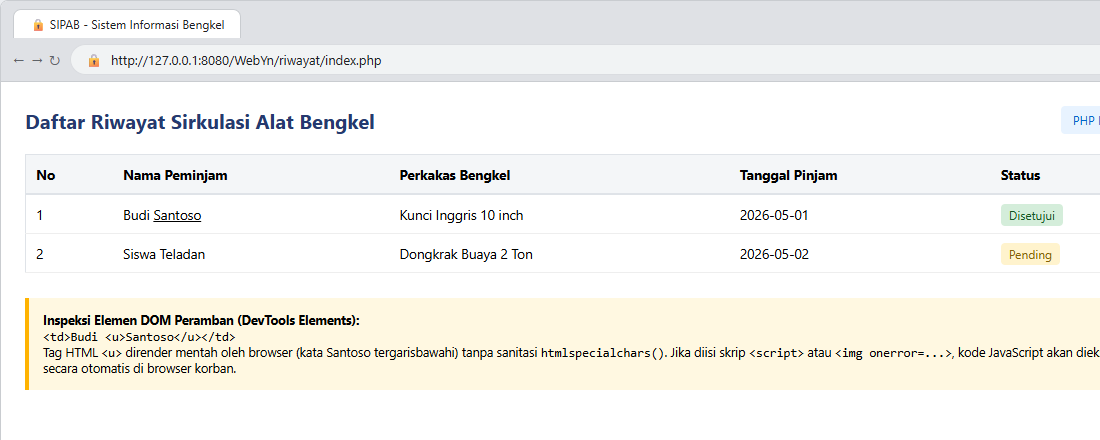 SIPAB - Sistem Informasi Bengkel
http://127.0.0.1:8080/WebYn/riwayat/index.php
Daftar Riwayat Sirkulasi Alat Bengkel
PHP
No Nama Peminjam Perkakas Bengkel Tanggal Pinjam Status
1 Budi Santoso Kunci Inggris 10 inch 2026-05-01 Disetujui
2 Siswa Teladan Dongkrak Buaya 2 Ton 2026-05-02 Pending
Inspeksi Elemen DOM Peramban (DevTools Elements):
<td>Budi <u>Santoso</u></td>
Tag HTML <u> dirender mentah oleh browser (kata Santoso tergarisbawahi) tanpa sanitasi htmlspecialchars(). Jika diisi skrip <script> atau <img onerror=...>, kode JavaScript akan diek
secara otomatis di browser korban.